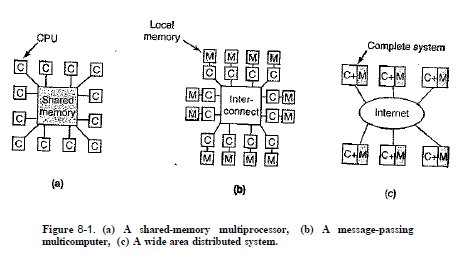 CPU
C C C C
C C
Shared
memory
C C
C C C C
(a)
Local
memory
M M M M
C C C C
M C C M
Inter-
connect
M C C M
C C C C
M M M M
(b)
Complete system
C+M C+M C+M
Internet
C+M C+M C+M
(c)
Figure 8-1. (a) A shared-memory multiprocessor, (b) A message-passing
multicomputer, (c) A wide area distributed system.